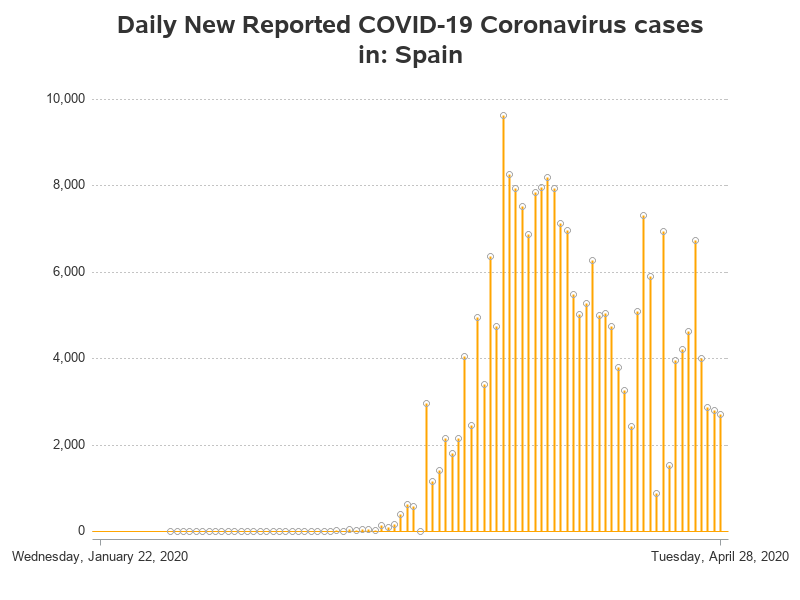 Daily New Reported COVID-19 Coronavirus cases
in: Spain
10,000
8,000
6,000
4,000
2,000
0
Wednesday, January 22, 2020
Tuesday, April 28, 2020